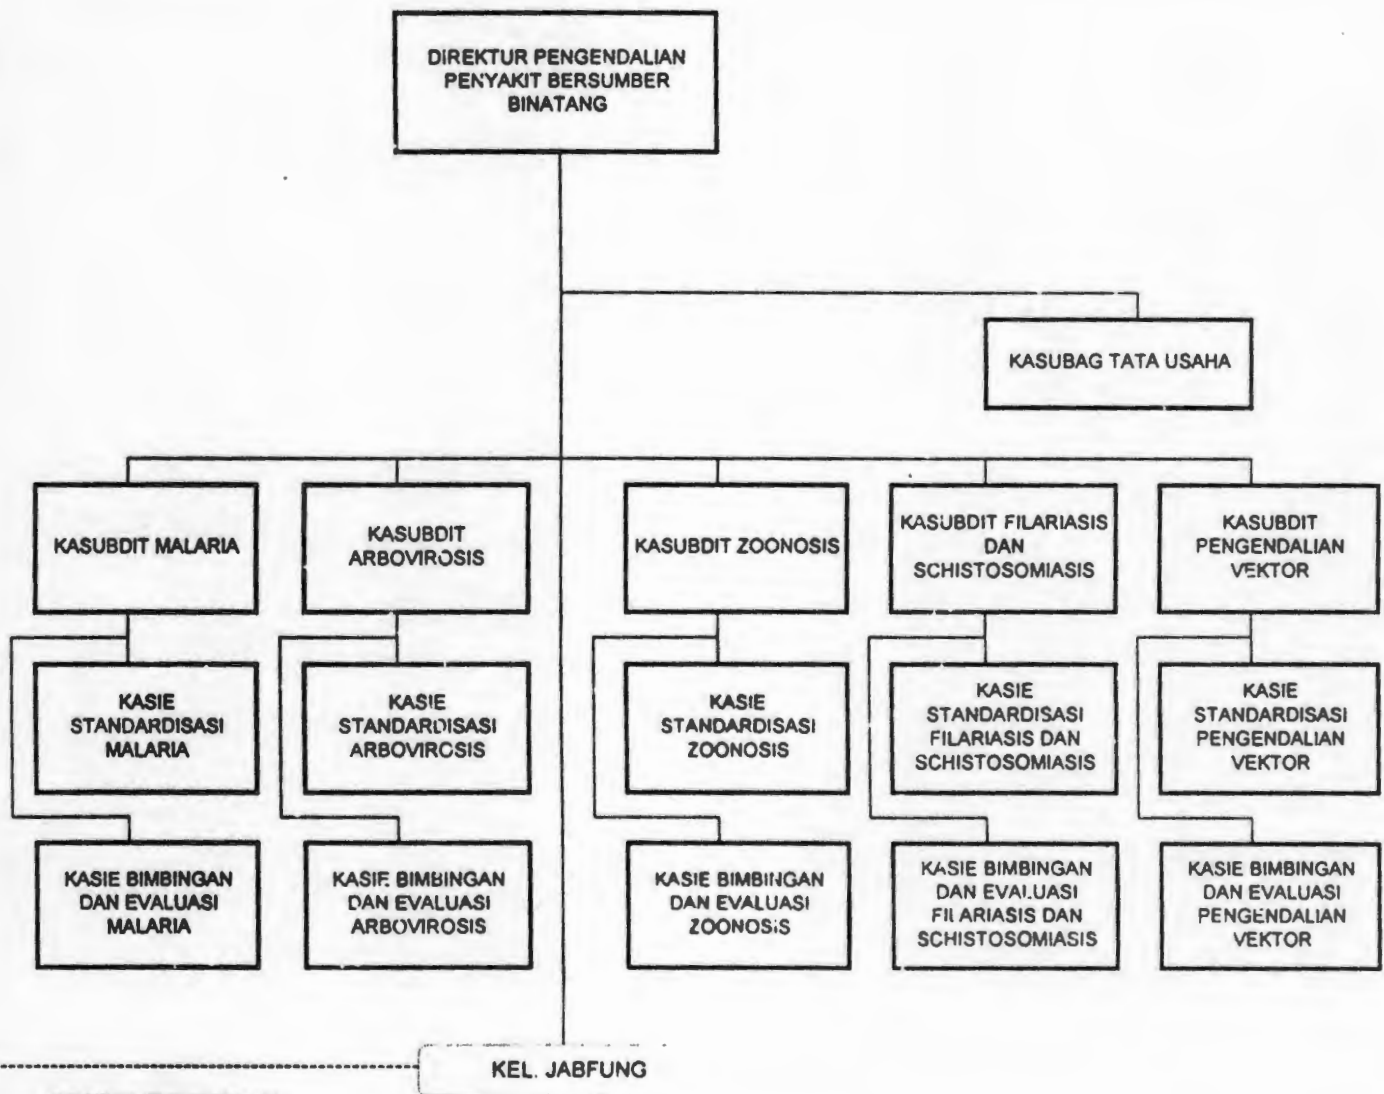 DIREKTUR PENGENDALIAN
PENYAKIT BERSUMBER
BINATANG
KASUBAG TATA USAHA
KASUBDIT MALARIA
KASUBDIT
ARBOVIROSIS
KASUBDIT ZOONOSIS
KASUBDIT FILARIASIS
DAN
SCHISTOSOMIASIS
KASUBDIT
PENGENDALIAN
VEKTOR
KASIE
STANDARDISASI
MALARIA
KASIE
STANDARDISASI
ARBOVIROSIS
KASIE
STANDARDISASI
ZOONOSIS
KASIE
STANDARDISASI
FILARIASIS DAN
SCHISTOSOMIASIS
KASIE
STANDARDISASI
PENGENDALIAN
VEKTOR
KASIE BIMBINGAN
DAN EVALUASI
MALARIA
KASIE BIMBINGAN
DAN EVALUASI
ARBOVIROSIS
KASIE BIMBINGAN
DAN EVALUASI
ZOONOSIS
KASIE BIMBINGAN
DAN EVALUASI
FILARIASIS DAN
SCHISTOSOMIASIS
KASIE BIMBINGAN
DAN EVALUASI
PENGENDALIAN
VEKTOR
KEL. JABFUNG